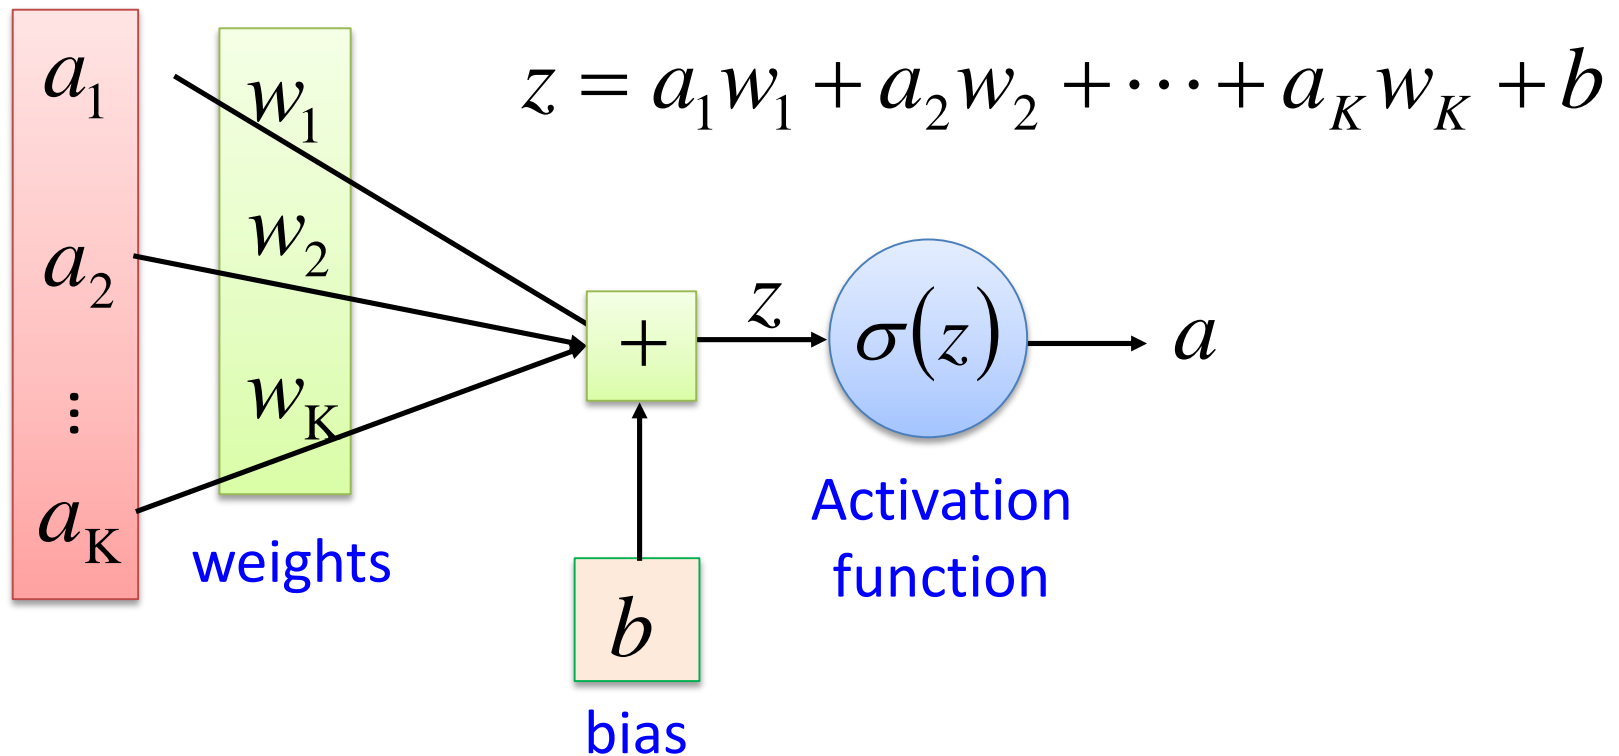 z = a₁w₁ + a₂w₂ + ⋯ + a_K w_K + b
a₁
a₂
⋮
a_K
w₁
w₂
w_K
weights
+
b
bias
z
σ(z)
Activation
function
a